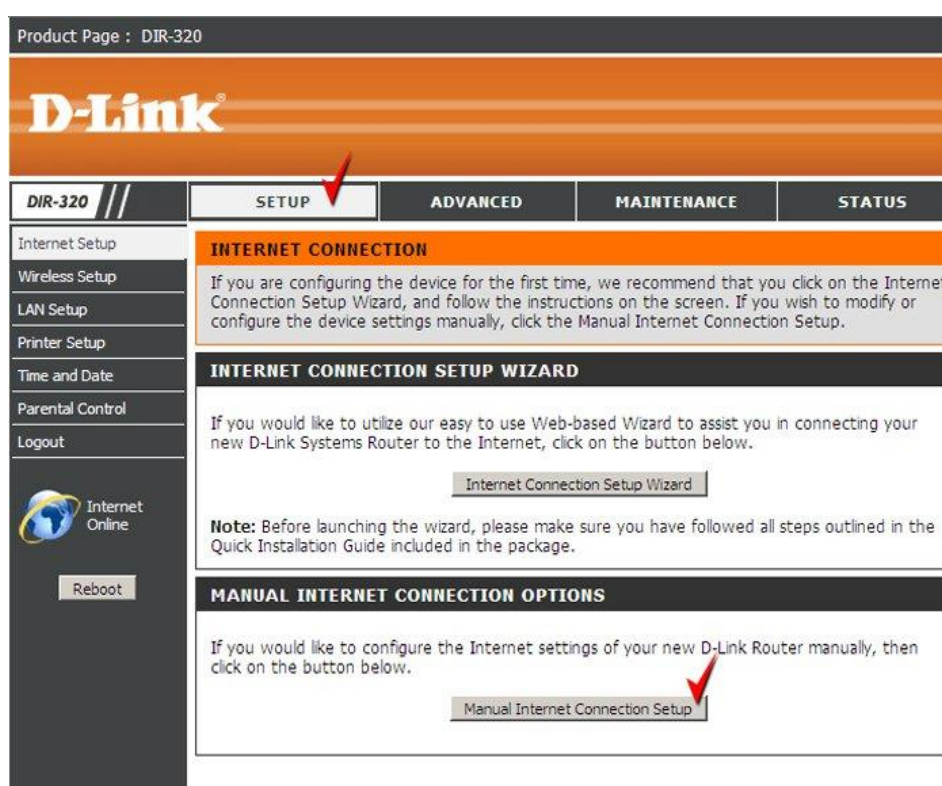 Product Page : DIR-320
D-Link®
DIR-320
SETUP
ADVANCED
MAINTENANCE
STATUS
Internet Setup
Wireless Setup
LAN Setup
Printer Setup
Time and Date
Parental Control
Logout
Internet
Online
Reboot
INTERNET CONNECTION
If you are configuring the device for the first time, we recommend that you click on the Interne
Connection Setup Wizard, and follow the instructions on the screen. If you wish to modify or
configure the device settings manually, click the Manual Internet Connection Setup.
INTERNET CONNECTION SETUP WIZARD
If you would like to utilize our easy to use Web-based Wizard to assist you in connecting your
new D-Link Systems Router to the Internet, click on the button below.
Internet Connection Setup Wizard
Note: Before launching the wizard, please make sure you have followed all steps outlined in the
Quick Installation Guide included in the package.
MANUAL INTERNET CONNECTION OPTIONS
If you would like to configure the Internet settings of your new D-Link Router manually, then
click on the button below.
Manual Internet Connection Setup